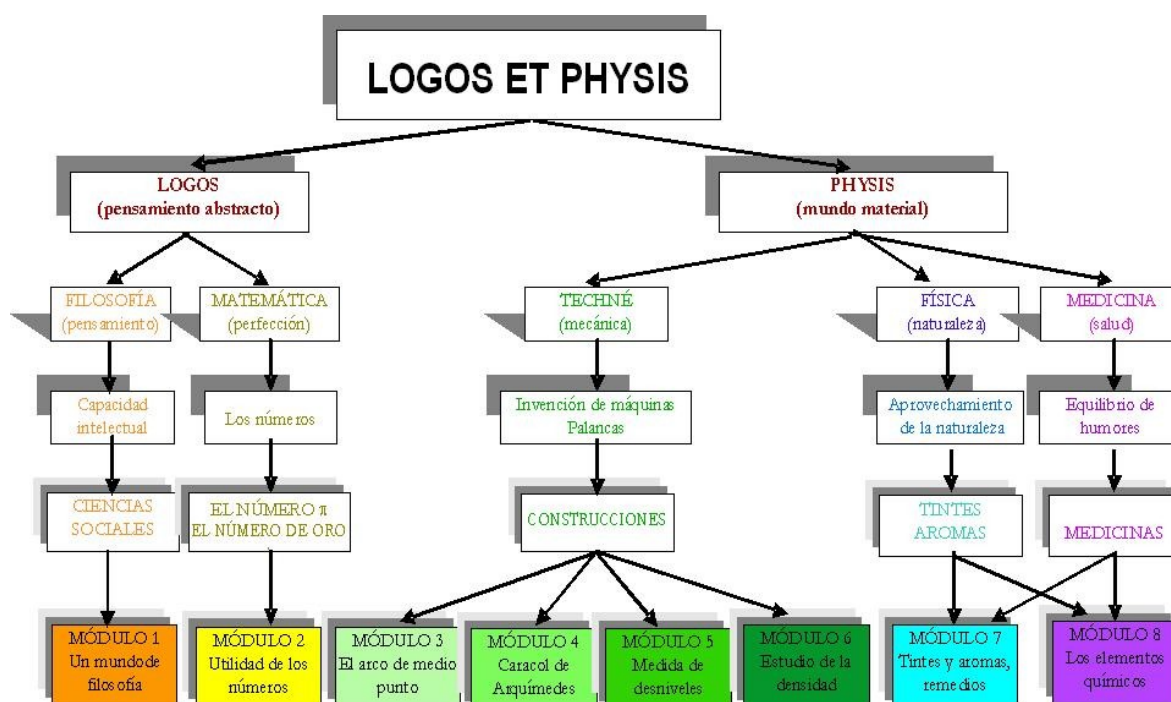 LOGOS ET PHYSIS
LOGOS
(pensamiento abstracto)
PHYSIS
(mundo material)
FILOSOFÍA
(pensamiento)
MATEMÁTICA
(perfección)
TECHNÉ
(mecánica)
FÍSICA
(naturaleza)
MEDICINA
(salud)
Capacidad
intelectual
Los números
Invención de máquinas
Palancas
Aprovechamiento
de la naturaleza
Equilibrio de
humores
CIENCIAS
SOCIALES
EL NÚMERO π
EL NÚMERO DE ORO
CONSTRUCCIONES
TINTES
AROMAS
MEDICINAS
MÓDULO 1
Un mundo de
filosofía
MÓDULO 2
Utilidad de los
números
MÓDULO 3
El arco de medio
punto
MÓDULO 4
Caracol de
Arquímedes
MÓDULO 5
Medida de
desniveles
MÓDULO 6
Estudio de la
densidad
MÓDULO 7
Tintes y aromas,
remedios
MÓDULO 8
Los elementos
químicos